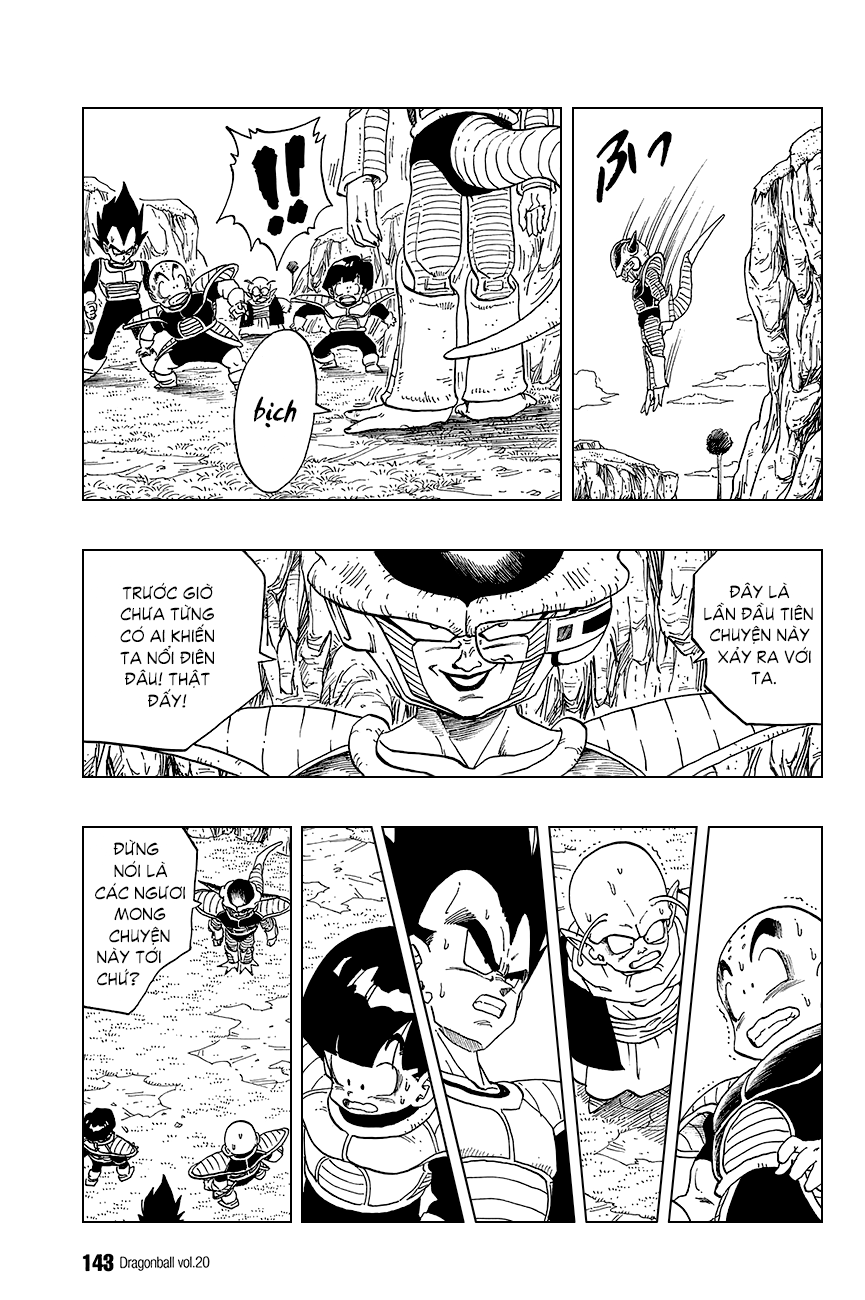 ふっ
!!
bịch
ĐÂY LÀ
LẦN ĐẦU TIÊN
CHUYỆN NÀY
XẢY RA VỚI
TA.
TRƯỚC GIỜ
CHƯA TỪNG
CÓ AI KHIẾN
TA NỔI ĐIÊN
ĐÂU! THẬT
ĐẤY!
ĐỪNG
NÓI LÀ
CÁC NGƯƠI
MONG
CHUYỆN
NÀY TỚI
CHỨ?
143 Dragonball vol.20